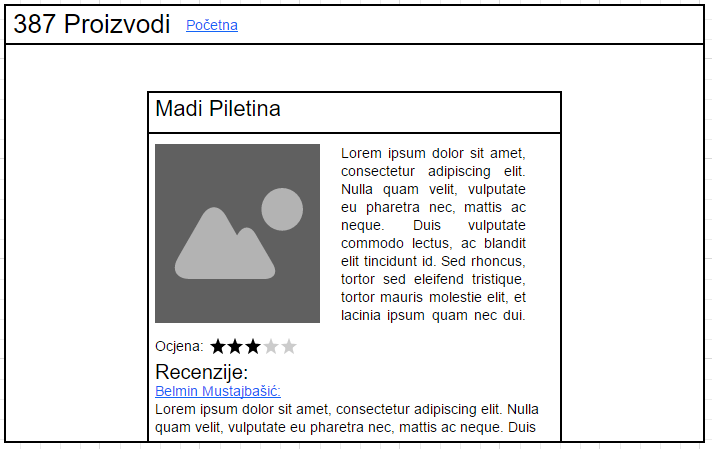 387 Proizvodi Početna
Madi Piletina
Lorem ipsum dolor sit amet,
consectetur adipiscing elit.
Nulla quam velit, vulputate
eu pharetra nec, mattis ac
neque. Duis vulputate
commodo lectus, ac blandit
elit tincidunt id. Sed rhoncus,
tortor sed eleifend tristique,
tortor mauris molestie elit, et
lacinia ipsum quam nec dui.
Ocjena:
Recenzije:
Belmin Mustajbašić:
Lorem ipsum dolor sit amet, consectetur adipiscing elit. Nulla
quam velit, vulputate eu pharetra nec, mattis ac neque. Duis